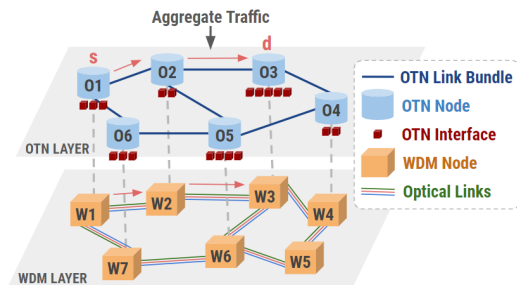 Aggregate Traffic
s
d
O1
O2
O3
O4
O5
O6
OTN LAYER
W1
W2
W3
W4
W5
W6
W7
WDM LAYER
OTN Link Bundle
OTN Node
OTN Interface
WDM Node
Optical Links